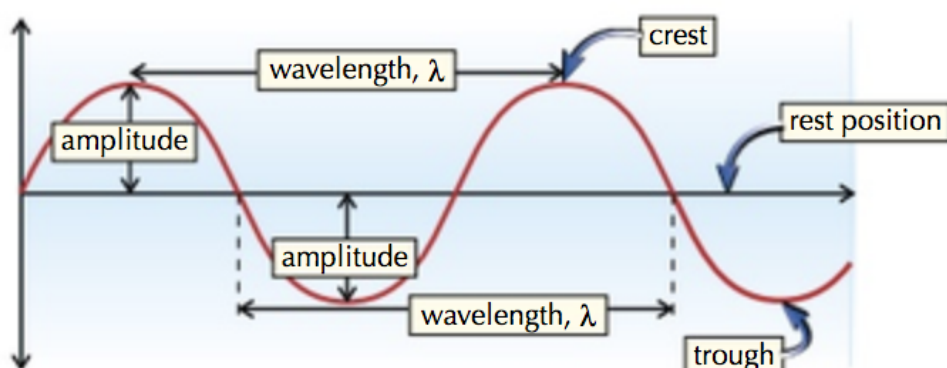 crest
wavelength, λ
rest position
amplitude
amplitude
wavelength, λ
trough